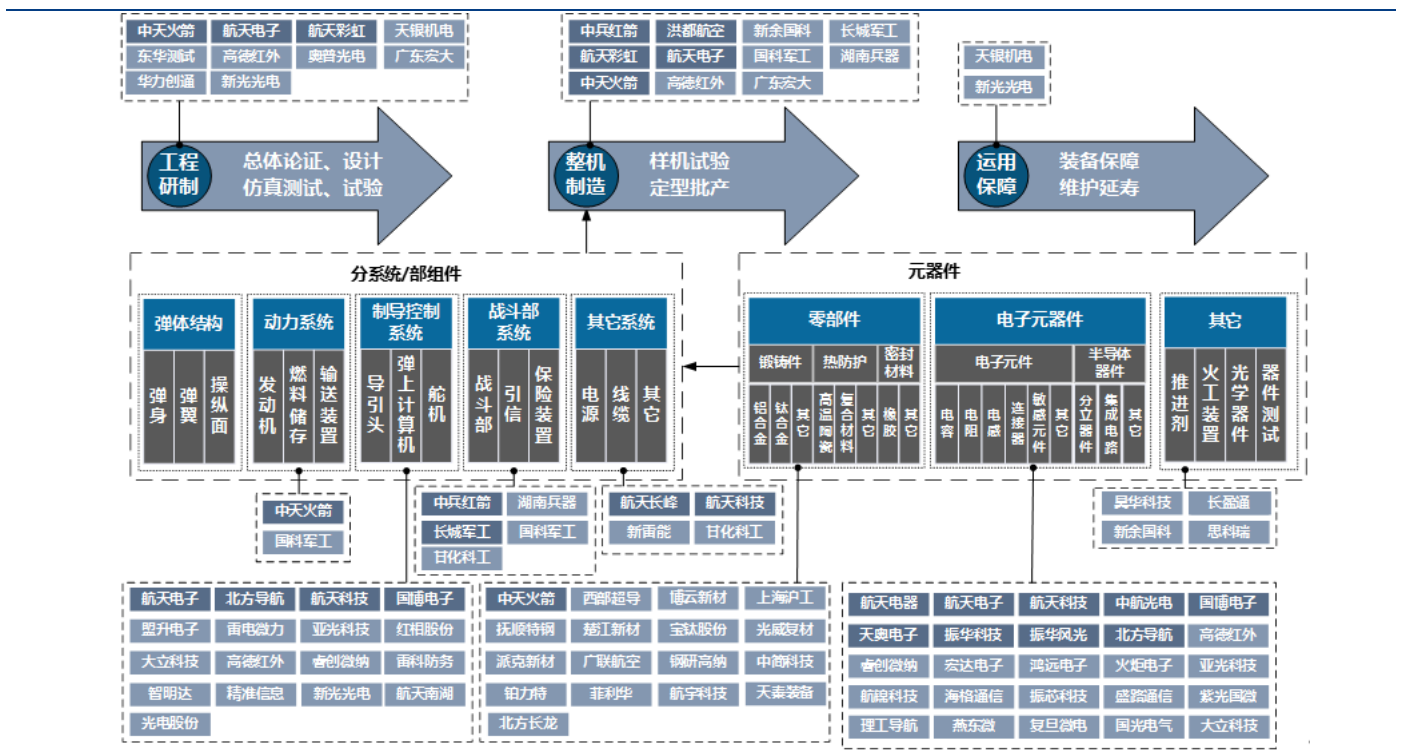 中天火箭 航天电子 航天彩虹 天银机电
东华测试 高德红外 奥普光电 广东宏大
华力创通 新光光电
中兵红箭 洪都航空 新余国科 长城军工
航天彩虹 航天电子 国科军工 湖南兵器
中天火箭 高德红外 广东宏大
天银机电
新光光电
工程
研制
总体论证、设计
仿真测试、试验
整机
制造
样机试验
定型批产
运用
保障
装备保障
维护延寿
分系统/部组件
弹体结构
弹身 弹翼 操纵面
动力系统
发动机 燃料储存 输送装置
制导控制
系统
导引头 弹上计算机 舵机
战斗部
系统
战斗部 引信 保险装置
其它系统
电源 线缆 其它
元器件
零部件
锻铸件 热防护 密封
材料
铝合金 钛合金 其它 高温陶瓷 复合材料 其它 橡胶 其它
电子元器件
电子元件 半导体
器件
电容 电阻 电感 连接器 敏感元件 其它 分立器件 集成电路 其它
其它
推进剂 火工装置 光学器件 器件测试
中天火箭
国科军工
中兵红箭 湖南兵器
长城军工 国科军工
甘化科工
航天长峰 航天科技
新雷能 甘化科工
昊华科技 长盈通
新余国科 思科瑞
航天电子 北方导航 航天科技 国博电子
盟升电子 雷电微力 亚光科技 红相股份
大立科技 高德红外 睿创微纳 雷科防务
智明达 精准信息 新光光电 航天南湖
光电股份
中天火箭 西部超导 博云新材 上海沪工
抚顺特钢 楚江新材 宝钛股份 光威复材
派克新材 广联航空 钢研高纳 中简科技
铂力特 菲利华 航宇科技 天秦装备
北方长龙
航天电器 航天电子 航天科技 中航光电 国博电子
天奥电子 振华科技 振华风光 北方导航 高德红外
睿创微纳 宏达电子 鸿远电子 火炬电子 亚光科技
航锦科技 海格通信 振芯科技 盛路通信 紫光国微
理工导航 燕东微 复旦微电 国光电气 大立科技